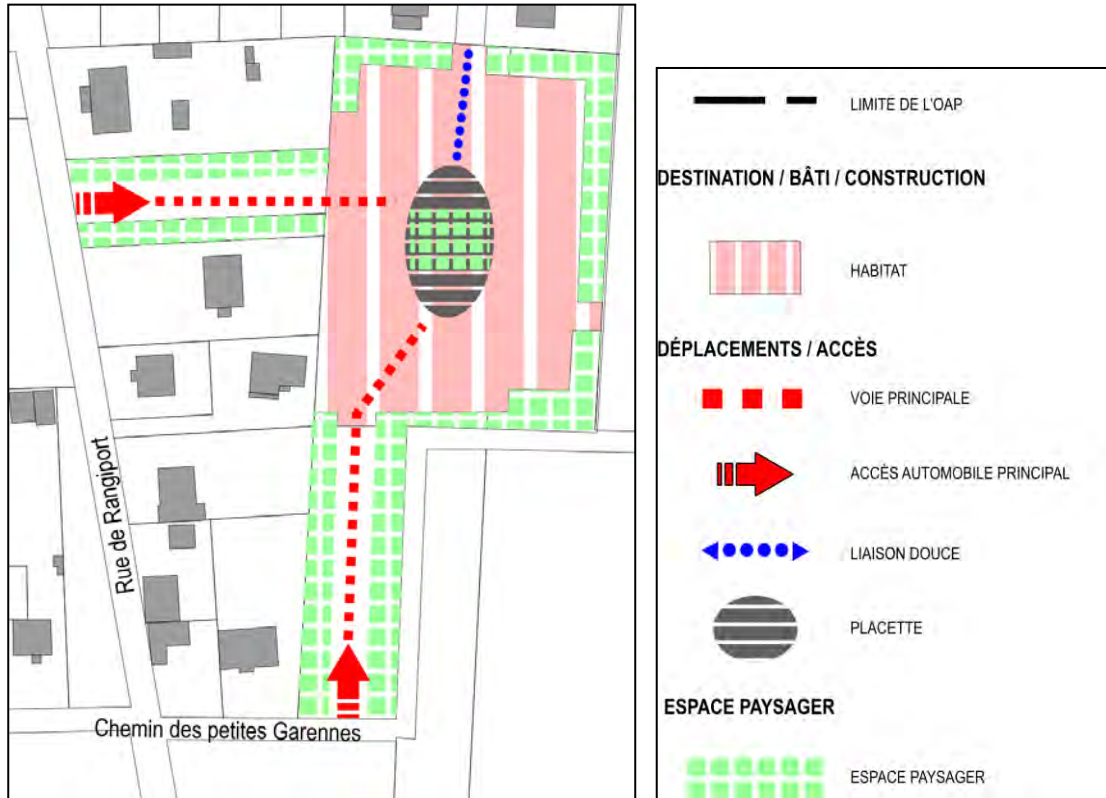 Rue de Rangiport
Chemin des petites Garennes
LIMITE DE L'OAP
DESTINATION / BÂTI / CONSTRUCTION
HABITAT
DÉPLACEMENTS / ACCÈS
VOIE PRINCIPALE
ACCÈS AUTOMOBILE PRINCIPAL
LIAISON DOUCE
PLACETTE
ESPACE PAYSAGER
ESPACE PAYSAGER